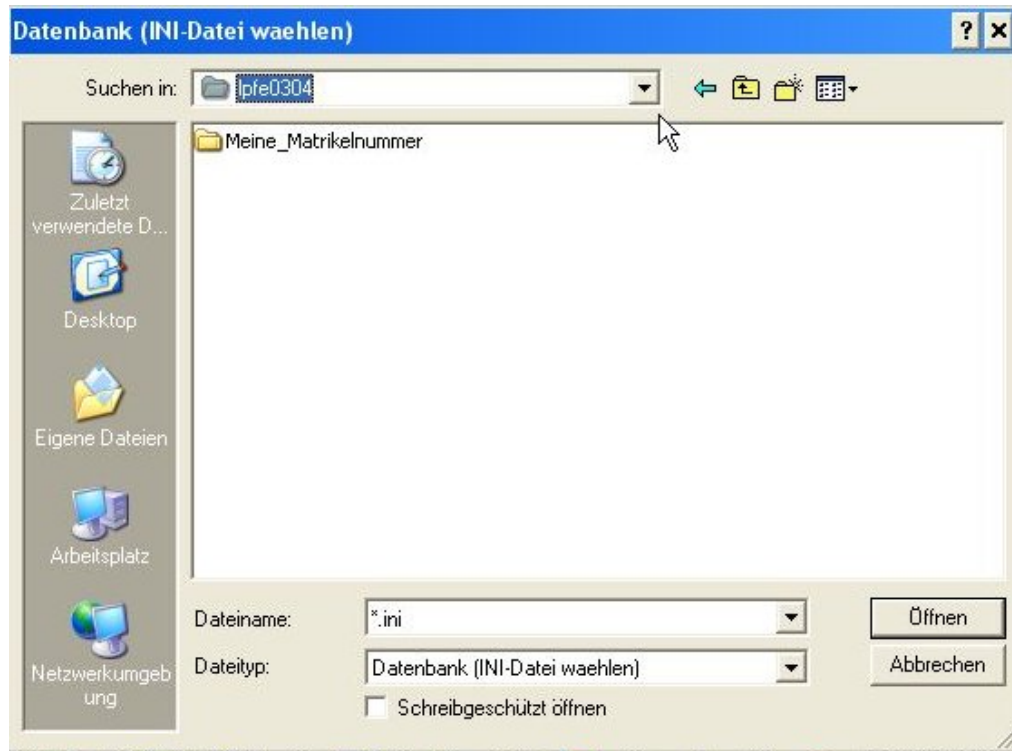 Datenbank (INI-Datei waehlen)
Suchen in: lpfe0304
Meine_Matrikelnummer
Zuletzt
verwendete D...
Desktop
Eigene Dateien
Arbeitsplatz
Netzwerkumgeb
ung
Dateiname: *.ini Öffnen
Dateityp: Datenbank (INI-Datei waehlen) Abbrechen
Schreibgeschützt öffnen